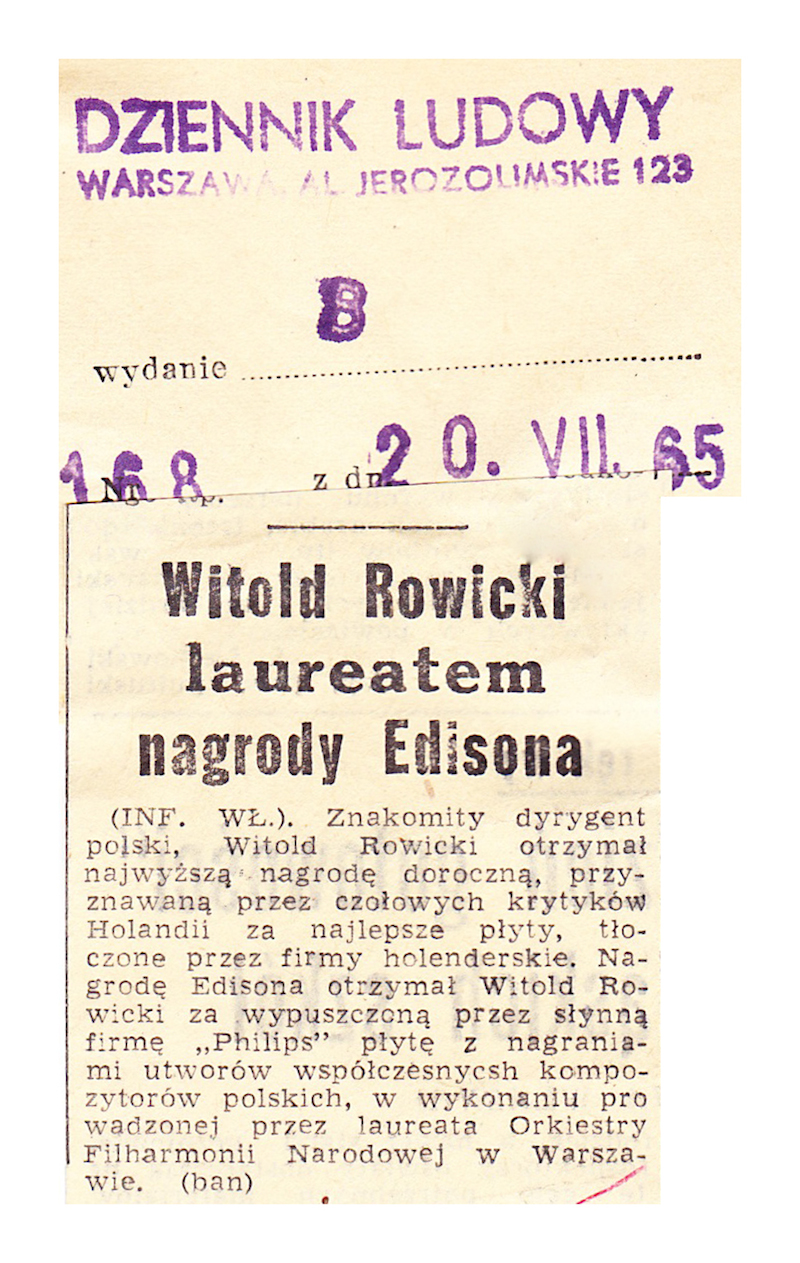 DZIENNIK LUDOWY
WARSZAWA. AL. JEROZOLIMSKIE 123
wydanie
168 z dn 20. VII. 65
Witold Rowicki
laureatem
nagrody Edisona
(INF. WŁ.). Znakomity dyrygent
polski, Witold Rowicki otrzymał
najwyższą nagrodę doroczną, przy-
znawaną przez czołowych krytyków
Holandii za najlepsze płyty, tło-
czone przez firmy holenderskie. Na-
grodę Edisona otrzymał Witold Ro-
wicki za wypuszczoną przez słynną
firmę „Philips” płytę z nagrania-
mi utworów współczesnycsh kompo-
zytorów polskich, w wykonaniu pro
wadzonej przez laureata Orkiestry
Filharmonii Narodowej w Warsza-
wie. (ban)